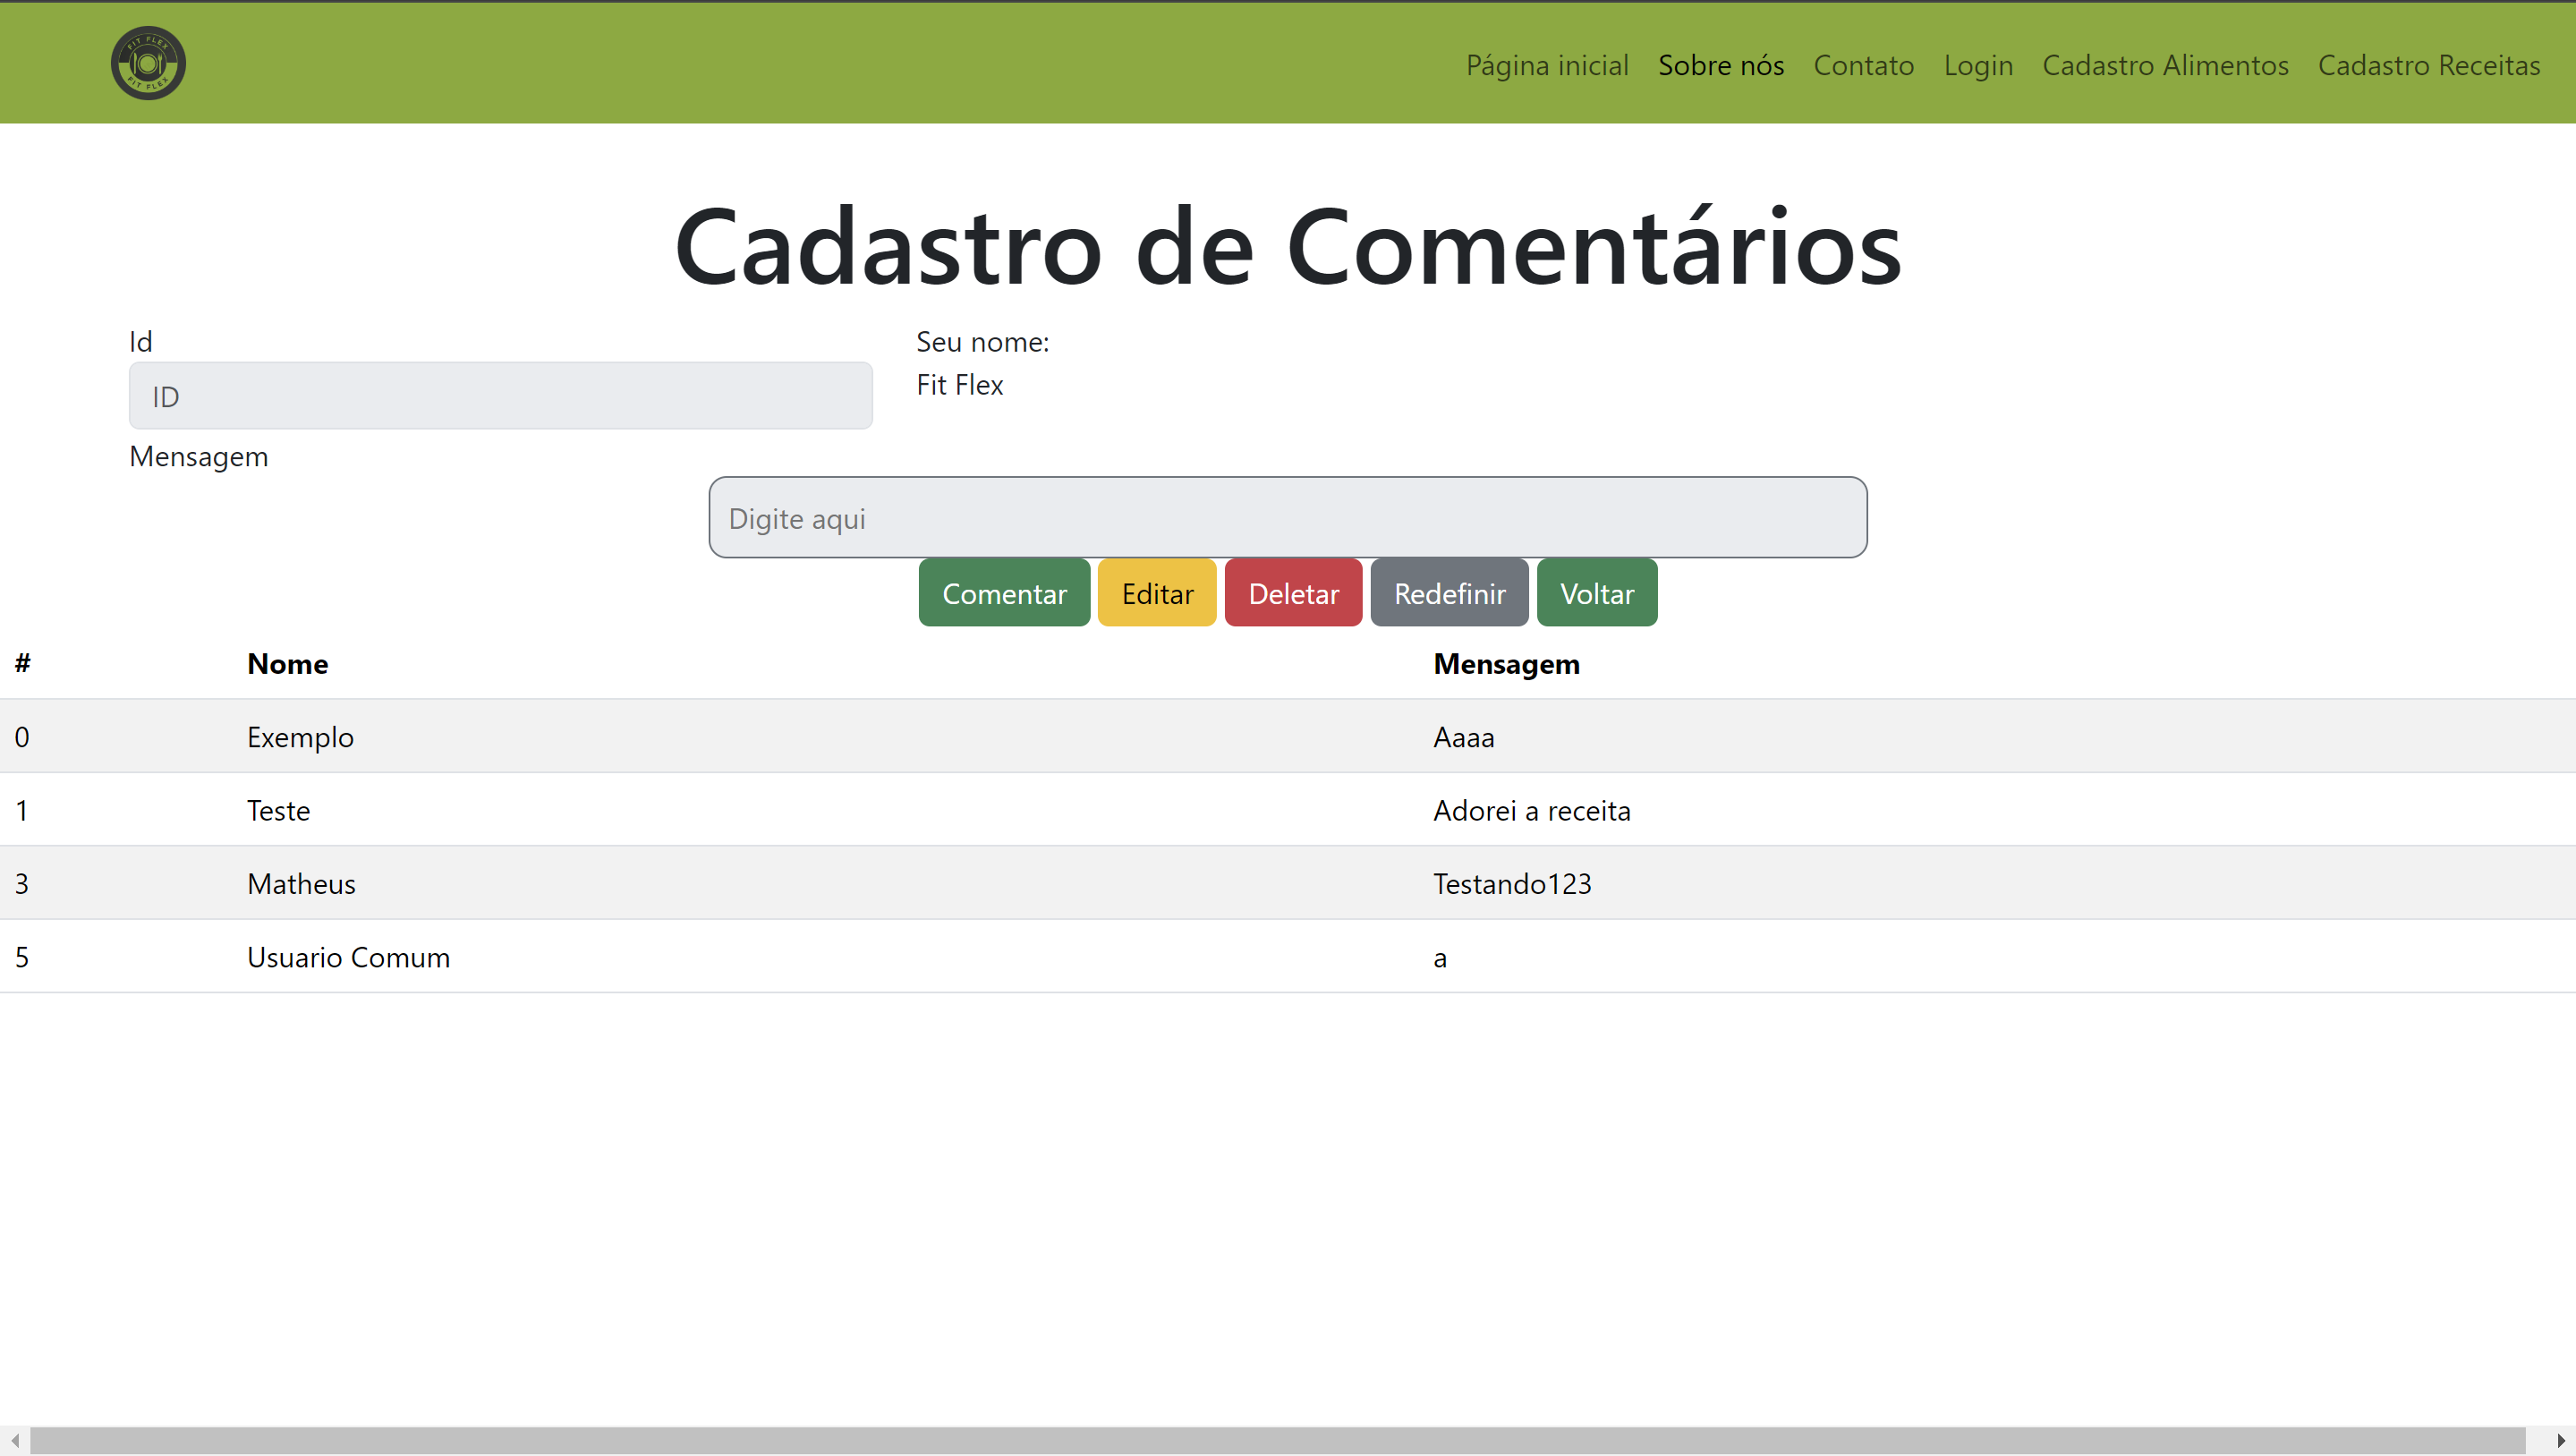 FIT FLEX
FIT FLEX
Página inicial Sobre nós Contato Login Cadastro Alimentos Cadastro Receitas
Cadastro de Comentários
Id Seu nome:
ID Fit Flex
Mensagem
Digite aqui
Comentar Editar Deletar Redefinir Voltar
# Nome Mensagem
0 Exemplo Aaaa
1 Teste Adorei a receita
3 Matheus Testando123
5 Usuario Comum a